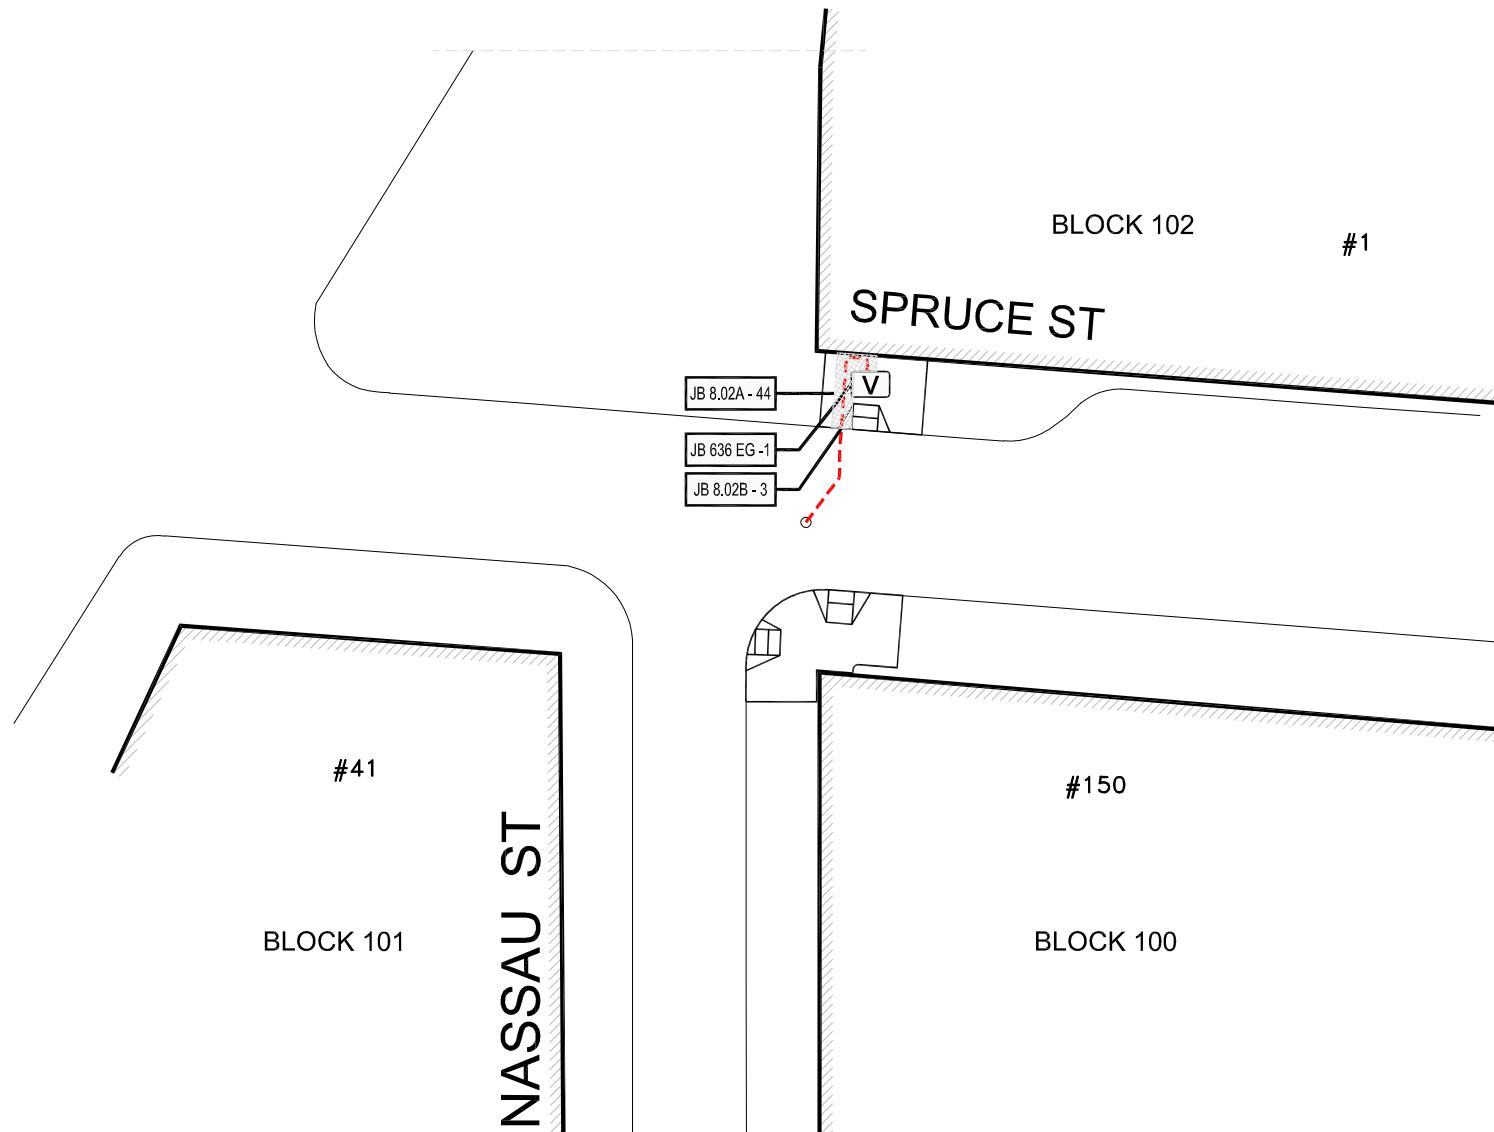 BLOCK 102
#1
SPRUCE ST
V
JB 8.02A - 44
JB 636 EG -1
JB 8.02B - 3
#41
#150
NASSAU ST
BLOCK 101
BLOCK 100